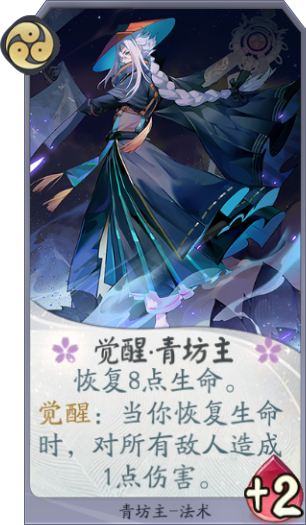 觉醒·青坊主
恢复8点生命。
觉醒：当你恢复生命
时，对所有敌人造成
1点伤害。
+2
青坊主-法术